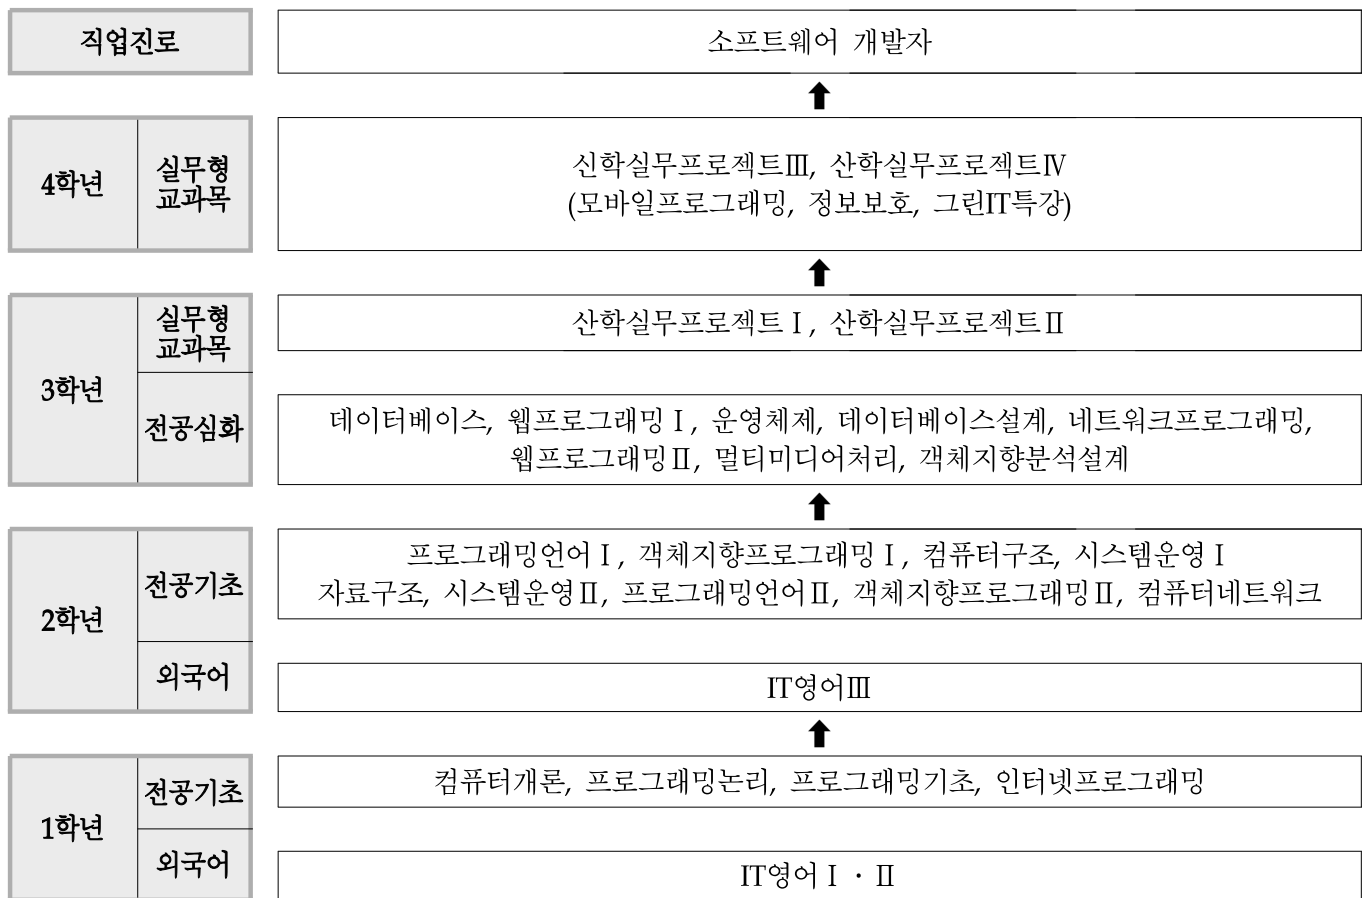 직업진로
소프트웨어 개발자
4학년
실무형
교과목
신학실무프로젝트Ⅲ, 산학실무프로젝트Ⅳ
(모바일프로그래밍, 정보보호, 그린IT특강)
3학년
실무형
교과목
산학실무프로젝트Ⅰ, 산학실무프로젝트Ⅱ
전공심화
데이터베이스, 웹프로그래밍Ⅰ, 운영체제, 데이터베이스설계, 네트워크프로그래밍,
웹프로그래밍Ⅱ, 멀티미디어처리, 객체지향분석설계
2학년
전공기초
프로그래밍언어Ⅰ, 객체지향프로그래밍Ⅰ, 컴퓨터구조, 시스템운영Ⅰ
자료구조, 시스템운영Ⅱ, 프로그래밍언어Ⅱ, 객체지향프로그래밍Ⅱ, 컴퓨터네트워크
외국어
IT영어Ⅲ
1학년
전공기초
컴퓨터개론, 프로그래밍논리, 프로그래밍기초, 인터넷프로그래밍
외국어
IT영어Ⅰ·Ⅱ